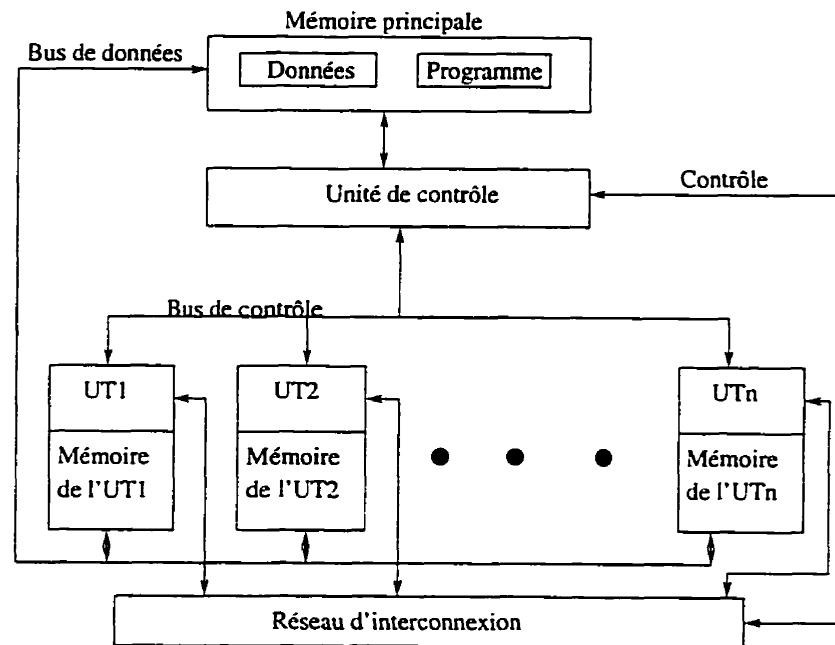 Mémoire principale
Bus de données
Données
Programme
Unité de contrôle
Contrôle
Bus de contrôle
UT1
UT2
UTn
Mémoire
de l'UT1
Mémoire
de l'UT2
Mémoire
de l'UTn
Réseau d'interconnexion